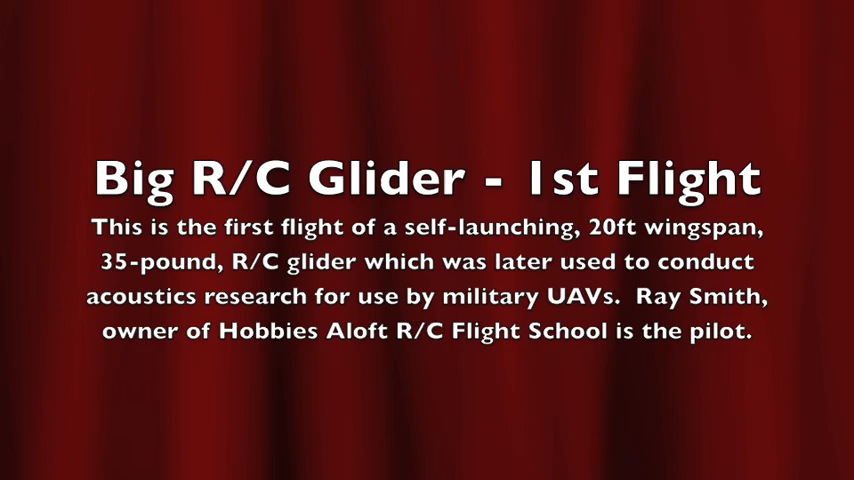 Big R/C Glider - 1st Flight
This is the first flight of a self-launching, 20ft wingspan,
35-pound, R/C glider which was later used to conduct
acoustics research for use by military UAVs.  Ray Smith,
owner of Hobbies Aloft R/C Flight School is the pilot.